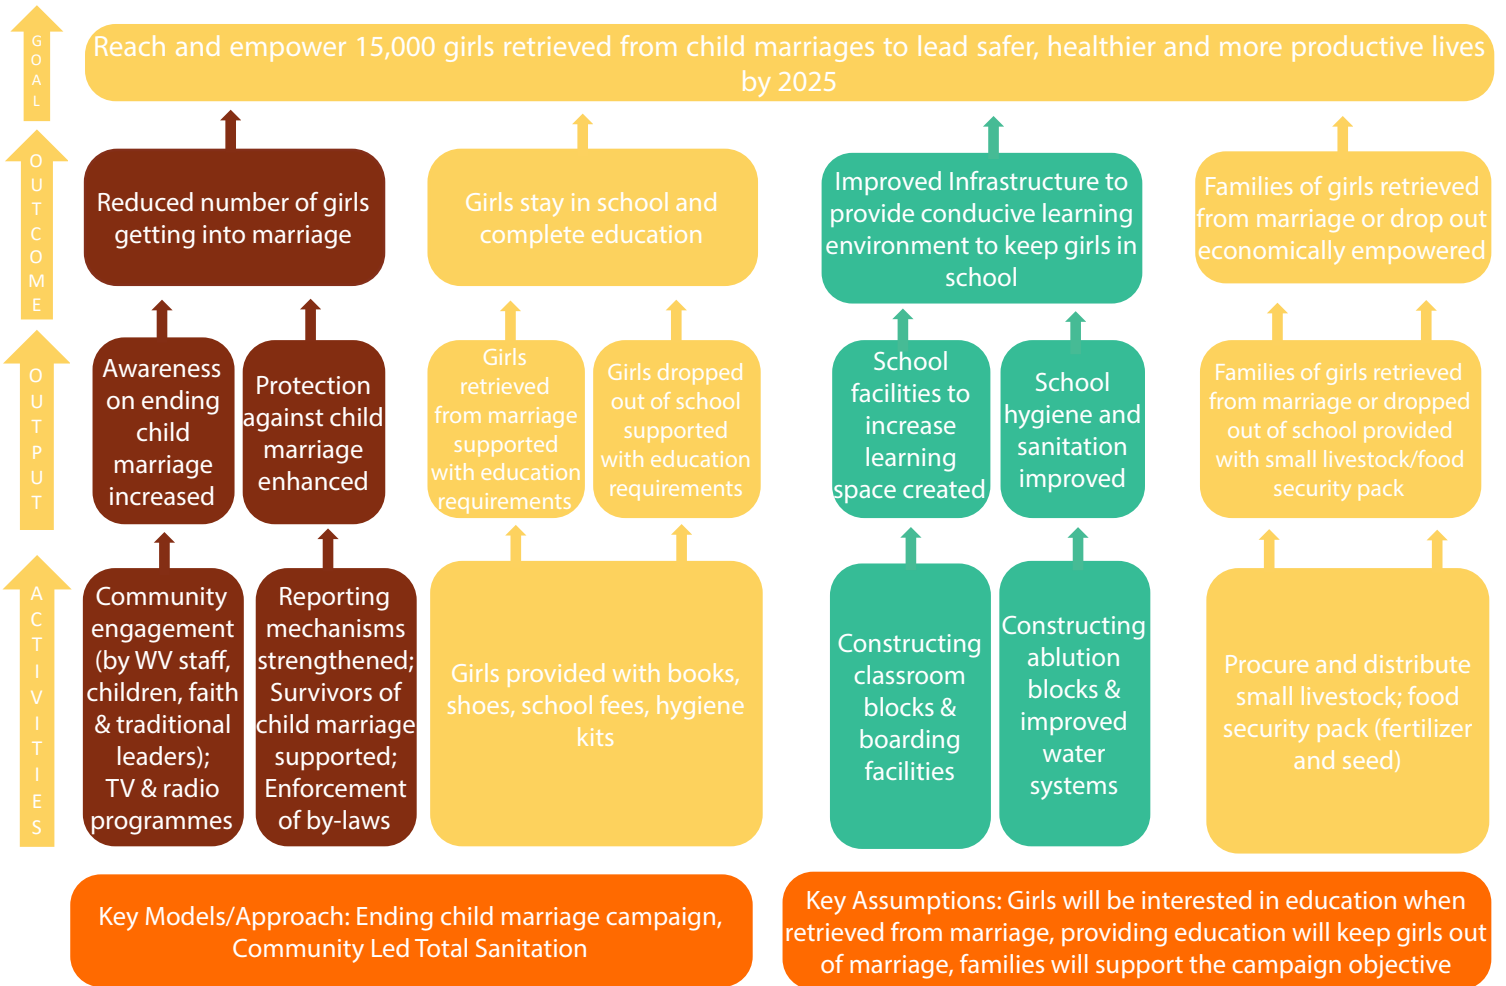 GOAL
Reach and empower 15,000 girls retrieved from child marriages to lead safer, healthier and more productive lives
by 2025
OUTCOME
Reduced number of girls
getting into marriage
Girls stay in school and
complete education
Improved Infrastructure to
provide conducive learning
environment to keep girls in
school
Families of girls retrieved
from marriage or drop out
economically empowered
OUTPUT
Awareness
on ending
child
marriage
increased
Protection
against child
marriage
enhanced
Girls
retrieved
from marriage
supported
with education
requirements
Girls dropped
out of school
supported
with education
requirements
School
facilities to
increase
learning
space created
School
hygiene and
sanitation
improved
Families of girls retrieved
from marriage or dropped
out of school provided
with small livestock/food
security pack
ACTIVITIES
Community
engagement
(by WV staff,
children, faith
& traditional
leaders);
TV & radio
programmes
Reporting
mechanisms
strengthened;
Survivors of
child marriage
supported;
Enforcement
of by-laws
Girls provided with books,
shoes, school fees, hygiene
kits
Constructing
classroom
blocks &
boarding
facilities
Constructing
ablution
blocks &
improved
water
systems
Procure and distribute
small livestock; food
security pack (fertilizer
and seed)
Key Models/Approach: Ending child marriage campaign,
Community Led Total Sanitation
Key Assumptions: Girls will be interested in education when
retrieved from marriage, providing education will keep girls out
of marriage, families will support the campaign objective